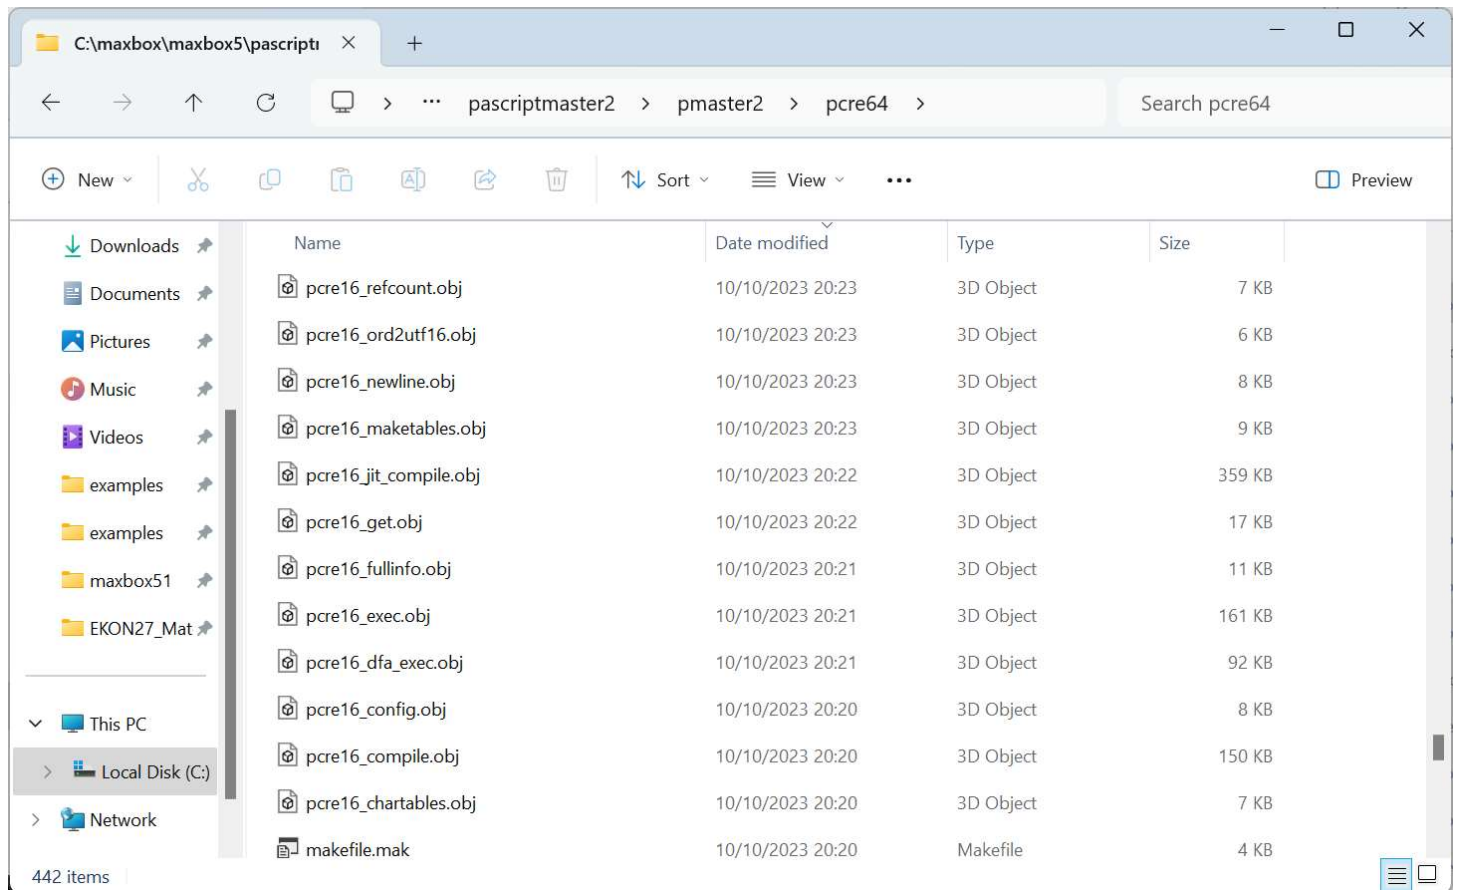 C:\maxbox\maxbox5\pascriptı
pascriptmaster2 > pmaster2 > pcre64 >
Search pcre64
New
Sort
View
Preview
Downloads
Documents
Pictures
Music
Videos
examples
examples
maxbox51
EKON27_Mat
This PC
Local Disk (C:)
Network
Name Date modified Type Size
pcre16_refcount.obj 10/10/2023 20:23 3D Object 7 KB
pcre16_ord2utf16.obj 10/10/2023 20:23 3D Object 6 KB
pcre16_newline.obj 10/10/2023 20:23 3D Object 8 KB
pcre16_maketables.obj 10/10/2023 20:23 3D Object 9 KB
pcre16_jit_compile.obj 10/10/2023 20:22 3D Object 359 KB
pcre16_get.obj 10/10/2023 20:22 3D Object 17 KB
pcre16_fullinfo.obj 10/10/2023 20:21 3D Object 11 KB
pcre16_exec.obj 10/10/2023 20:21 3D Object 161 KB
pcre16_dfa_exec.obj 10/10/2023 20:21 3D Object 92 KB
pcre16_config.obj 10/10/2023 20:20 3D Object 8 KB
pcre16_compile.obj 10/10/2023 20:20 3D Object 150 KB
pcre16_chartables.obj 10/10/2023 20:20 3D Object 7 KB
makefile.mak 10/10/2023 20:20 Makefile 4 KB
442 items